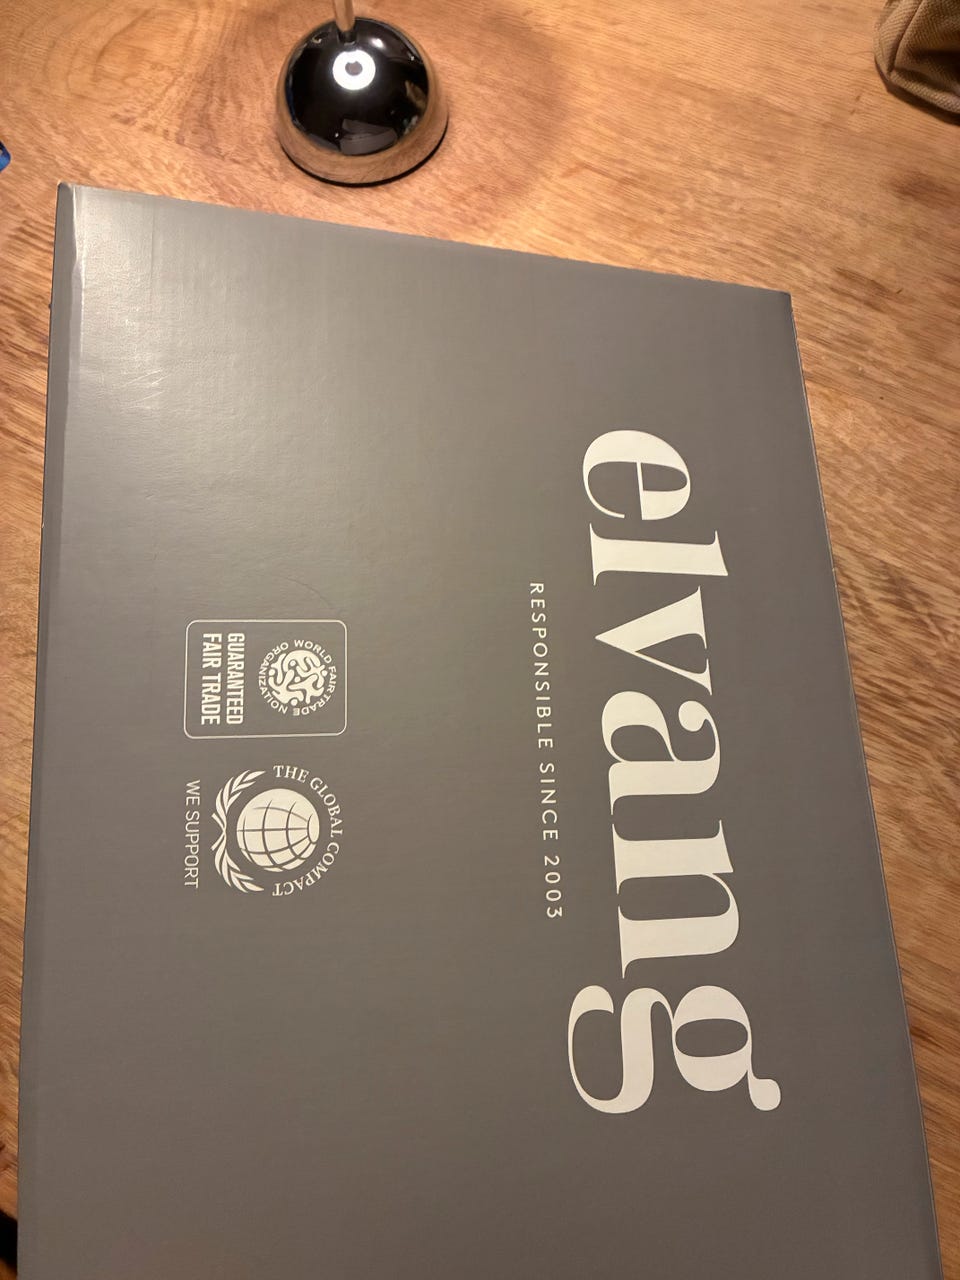 elvang
RESPONSIBLE SINCE 2003
WORLD FAIR TRADE ORGANIZATION
GUARANTEED
FAIR TRADE
THE GLOBAL COMPACT
WE SUPPORT